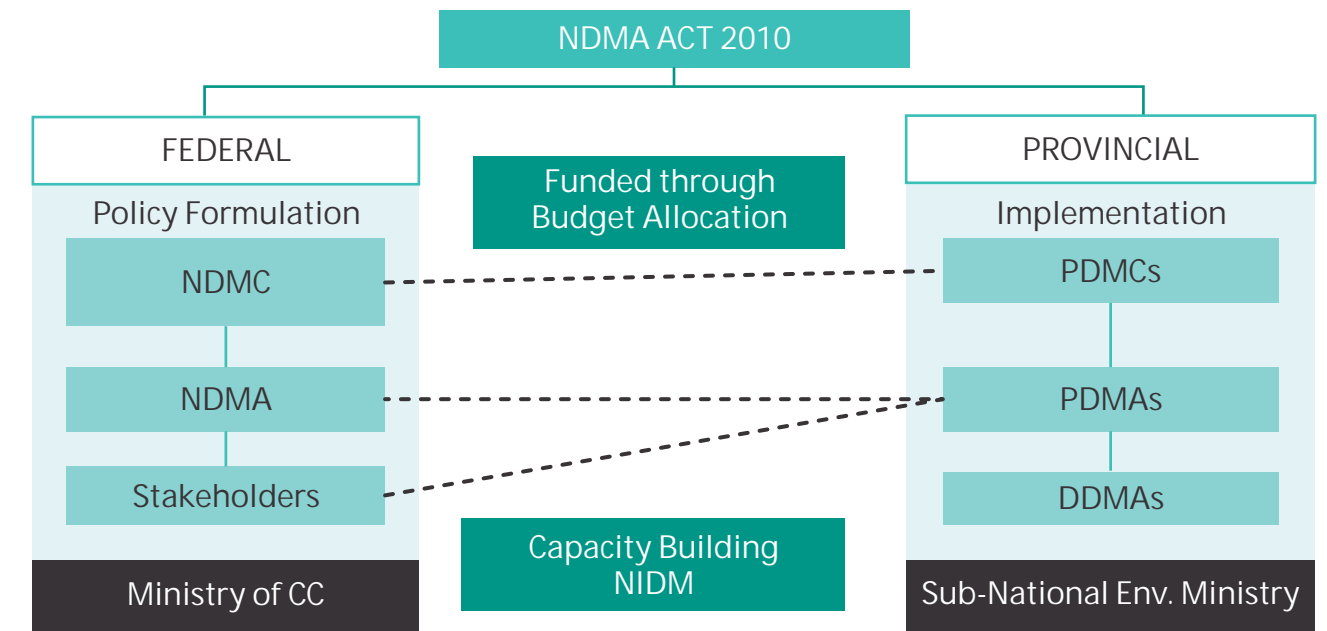 NDMA ACT 2010
FEDERAL
Policy Formulation
NDMC
NDMA
Stakeholders
Ministry of CC
Funded through
Budget Allocation
Capacity Building
NIDM
PROVINCIAL
Implementation
PDMCs
PDMAs
DDMAs
Sub-National Env. Ministry